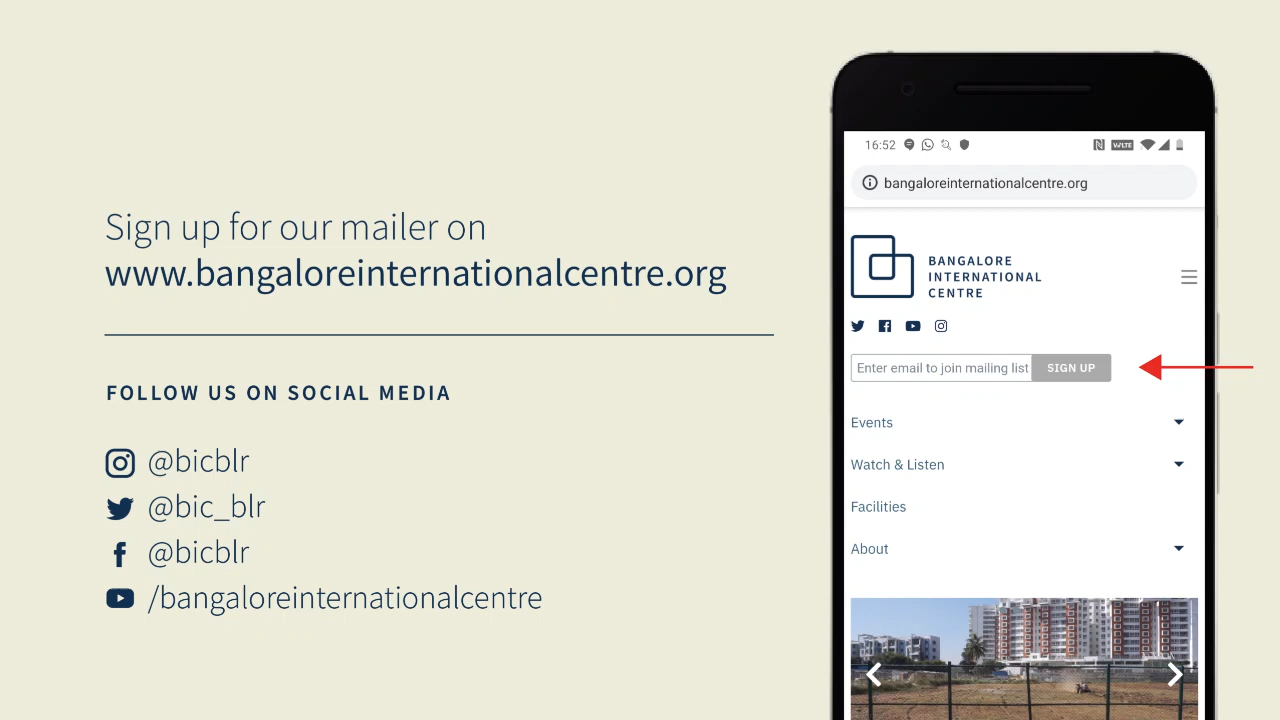 Sign up for our mailer on
www.bangaloreinternationalcentre.org
FOLLOW US ON SOCIAL MEDIA
@bicblr
@bic_blr
@bicblr
/bangaloreinternationalcentre
16:52
VoLTE
bangaloreinternationalcentre.org
BANGALORE
INTERNATIONAL
CENTRE
Enter email to join mailing list
SIGN UP
Events
Watch & Listen
Facilities
About